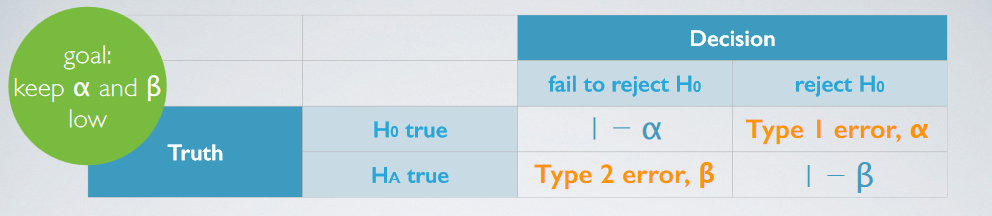 goal:
keep α and β
low
Decision
fail to reject H0
reject H0
Truth
H0 true
1 − α
Type 1 error, α
HA true
Type 2 error, β
1 − β